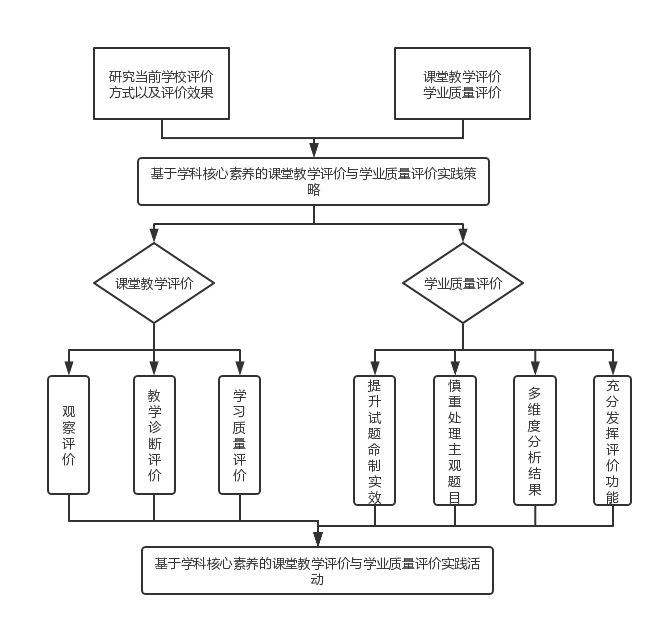 研究当前学校评价
方式以及评价效果
课堂教学评价
学业质量评价
基于学科核心素养的课堂教学评价与学业质量评价实践策
略
课堂教学评价
学业质量评价
观察评价
教学诊断评价
学习质量评价
提升试题命制实效
慎重处理主观题目
多维度分析结果
充分发挥评价功能
基于学科核心素养的课堂教学评价与学业质量评价实践活
动